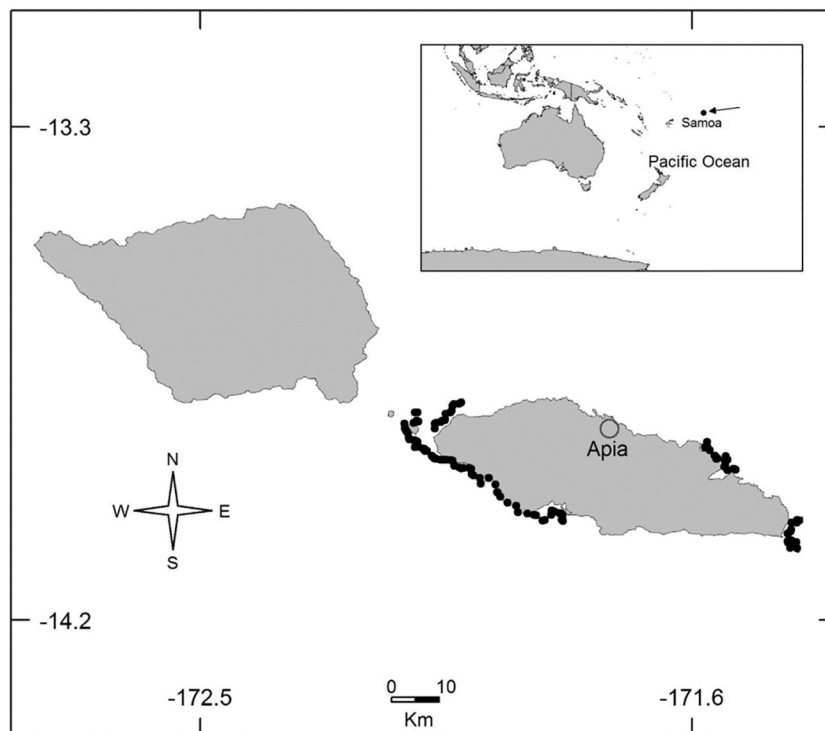 -13.3
Samoa
Pacific Ocean
Apia
N
W E
S
-14.2
-172.5
0 10
Km
-171.6